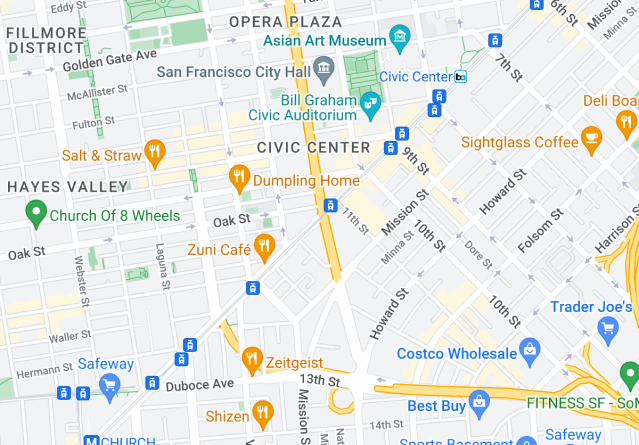 Eddy St
OPERA PLAZA
6th St
Mission
FILLMORE
DISTRICT
Asian Art Museum
Minna St
Golden Gate Ave
7th St
San Francisco City Hall
Civic Center
McAllister St
Bill Graham
Civic Auditorium
Deli Boa
Fulton St
Sightglass Coffee
Salt & Straw
CIVIC CENTER
9th St
HAYES VALLEY
Dumpling Home
Howard St
Church Of 8 Wheels
Oak St
11th St
Mission St
10th St
Folsom St
Harrison St
Oak St
Zuni Café
Minna St
Dore St
Webster St
Laguna St
10th St
Howard St
Trader Joe's
Waller St
Costco Wholesale
Hermann St
Safeway
Zeitgeist
Duboce Ave
13th St
FITNESS SF - SoM
Shizen
Mission S
Nat
Best Buy
14th St
Safeway
CHURCH
Sports Basement